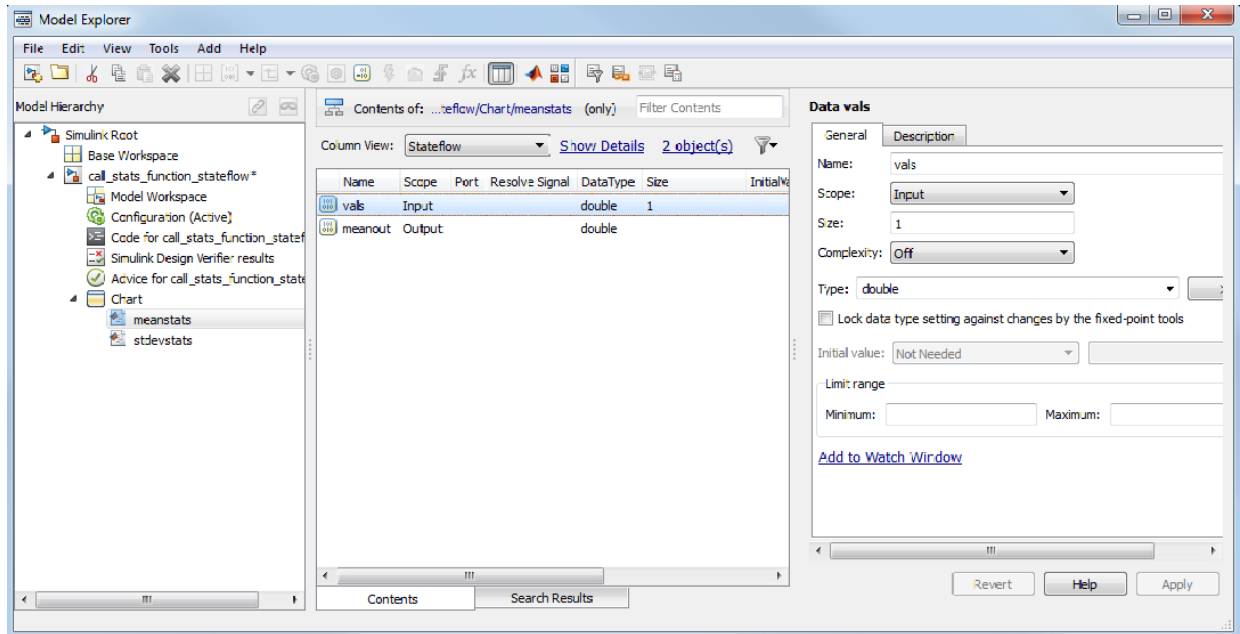 Model Explorer
File Edit View Tools Add Help
Model Hierarchy
Simulink Root
Base Workspace
call_stats_function_stateflow*
Model Workspace
Configuration (Active)
Code for call_stats_function_statef
Simulink Design Verifier results
Advice for call_stats_function_state
Chart
meanstats
stdevstats
Contents of: ...teflow/Chart/meanstats (only) Filter Contents
Column View: Stateflow Show Details 2 object(s)
Name Scope Port Resolve Signal DataType Size InitialVa
vals Input double 1
meanout Output double
Contents Search Results
Data vals
General Description
Name: vals
Scope: Input
Size: 1
Complexity: Off
Type: double
Lock data type setting against changes by the fixed-point tools
Initial value: Not Needed
Limit range
Minimum: Maximum:
Add to Watch Window
Revert Help Apply